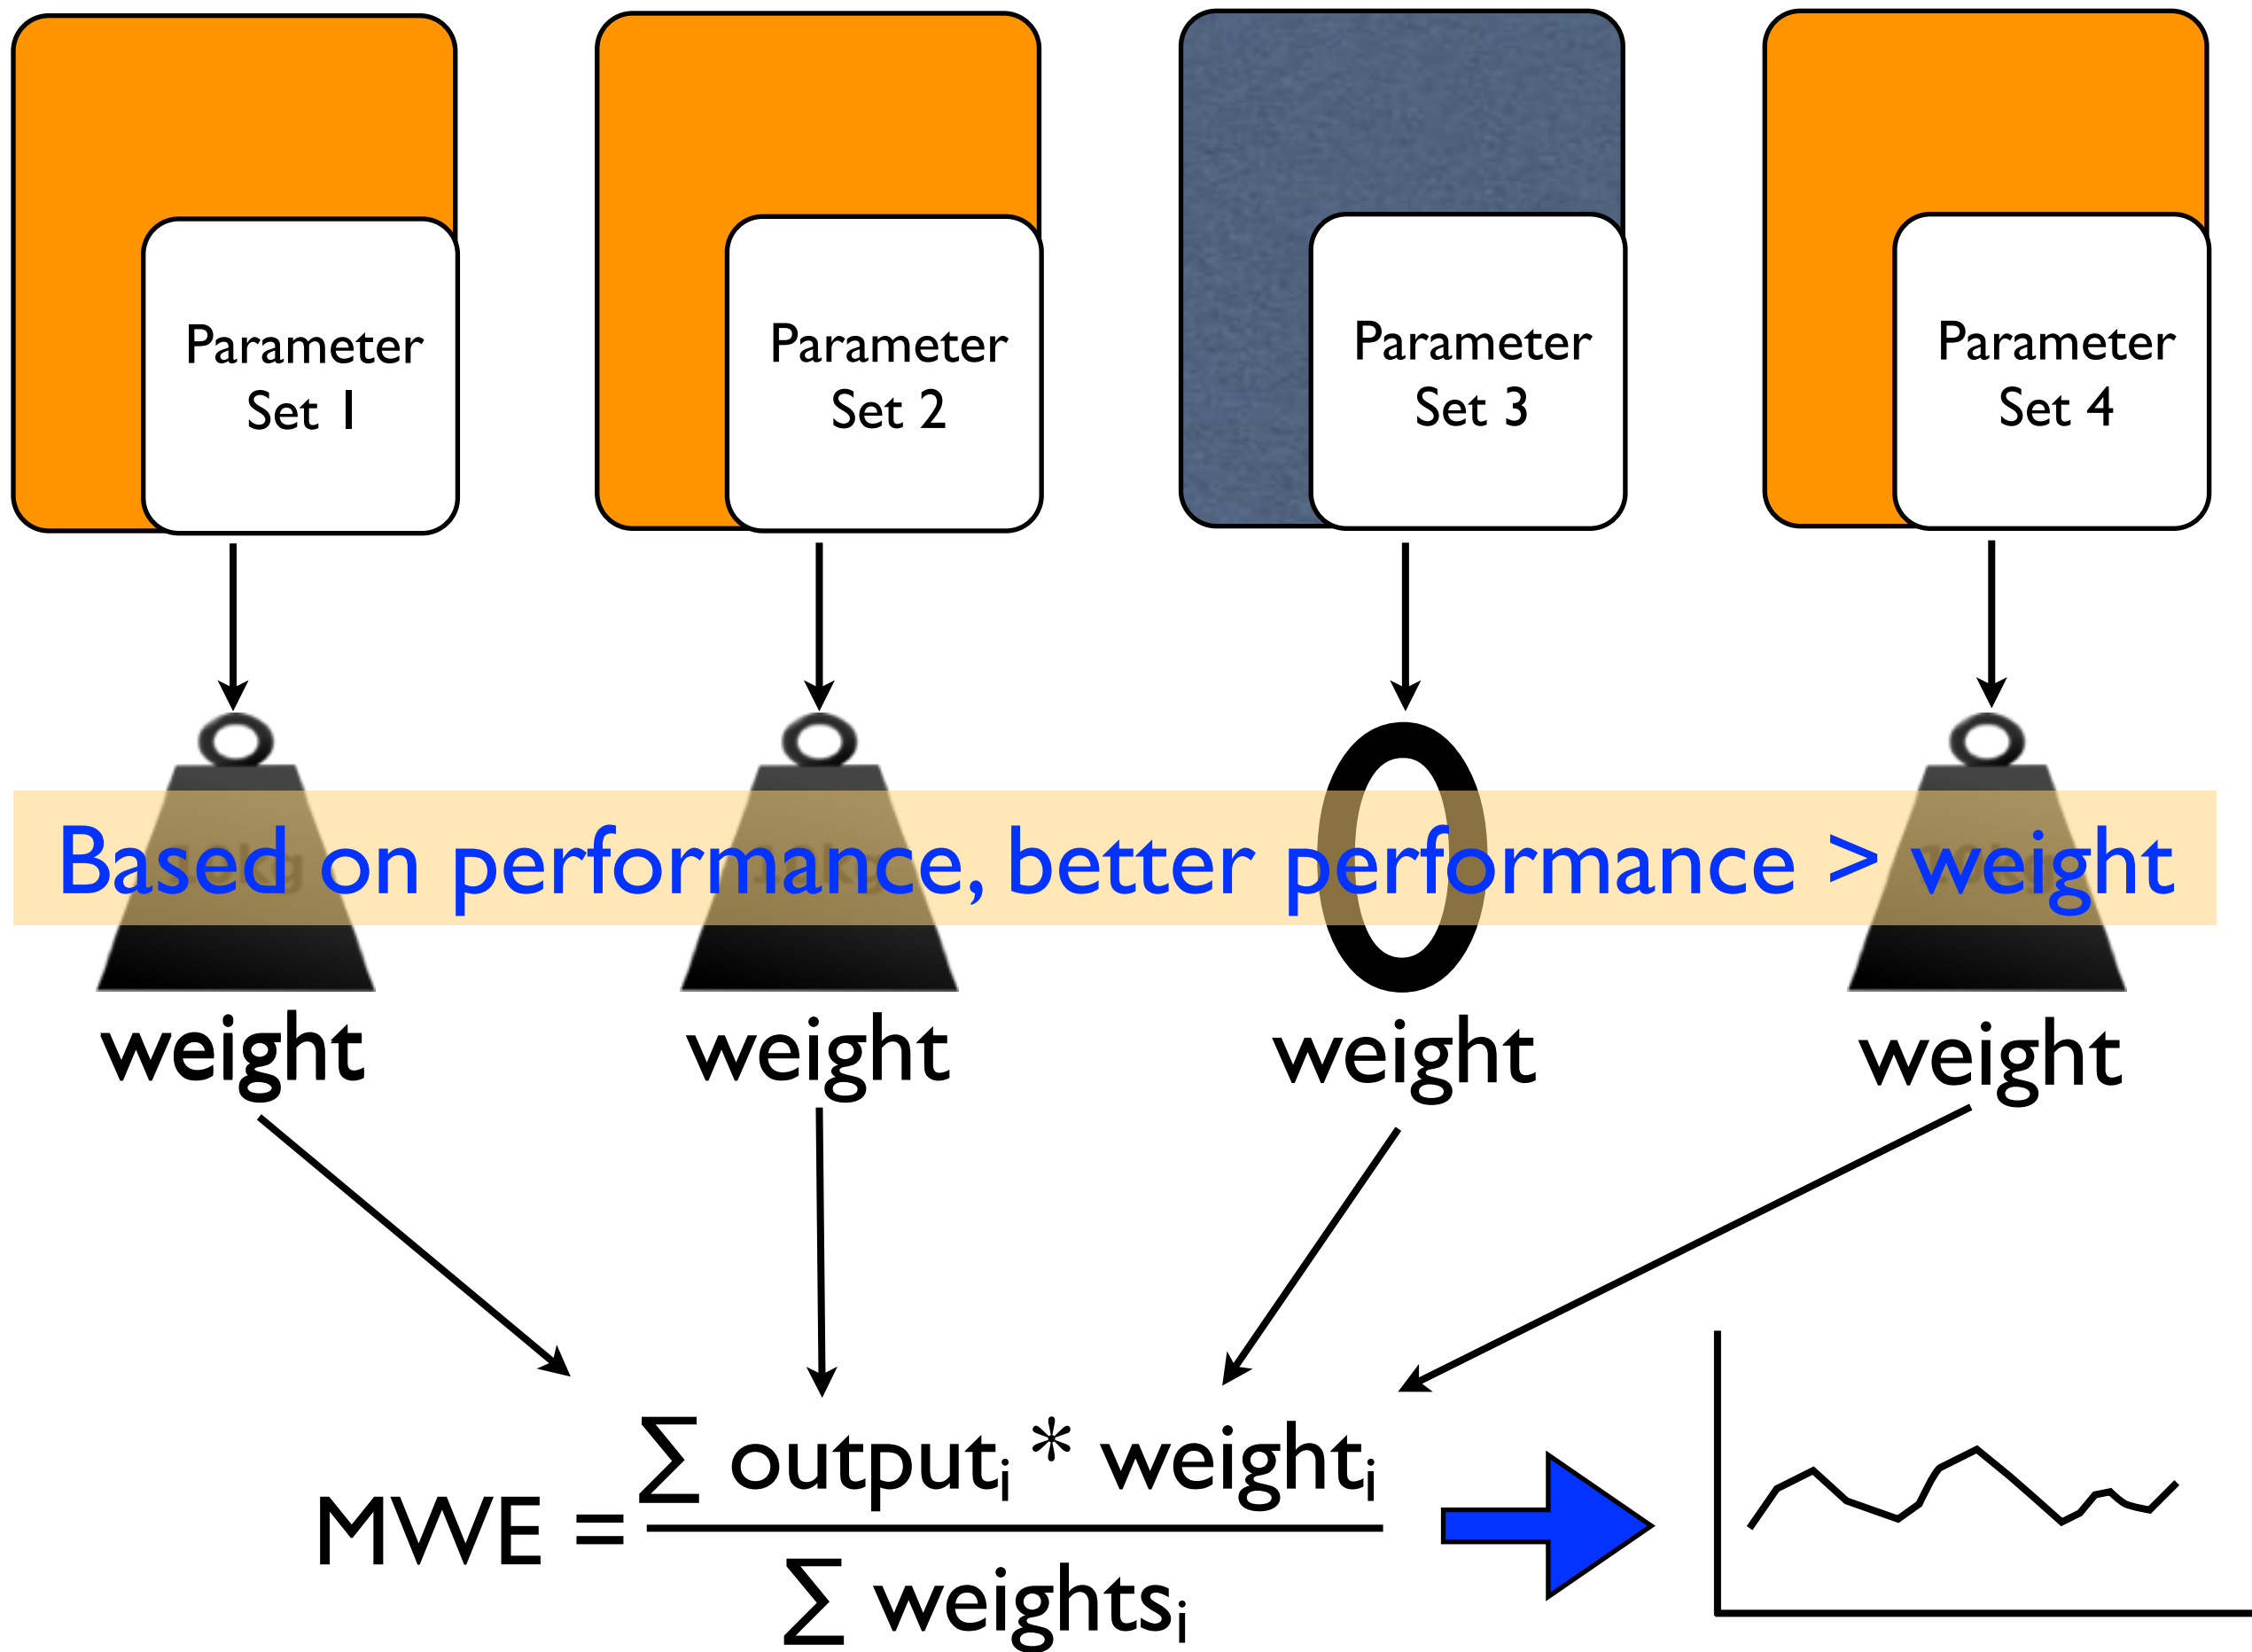 Parameter
Set 1
Parameter
Set 2
Parameter
Set 3
Parameter
Set 4
0
Based on performance, better performance > weight
weight
weight
weight
weight
MWE = ∑ outputᵢ * weightᵢ
∑ weightsᵢ